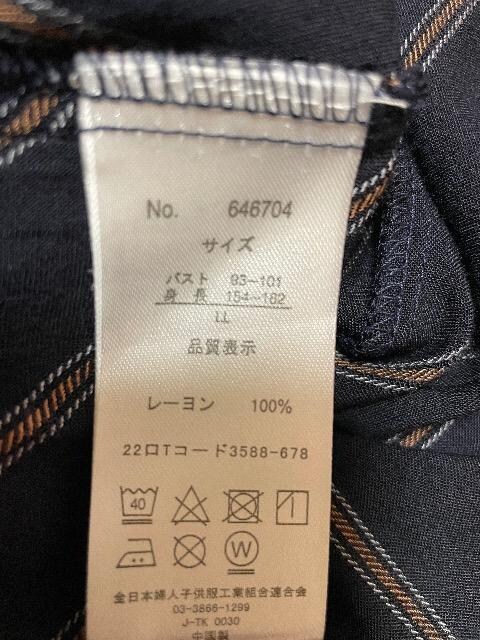 No. 646704
サイズ
バスト 93-101
身長 154-162
LL
品質表示
レーヨン 100%
22ロTコード3588-678
40
W
全日本婦人子供服工業組合連合会
03-3866-1299
J-TK 0030
中国製